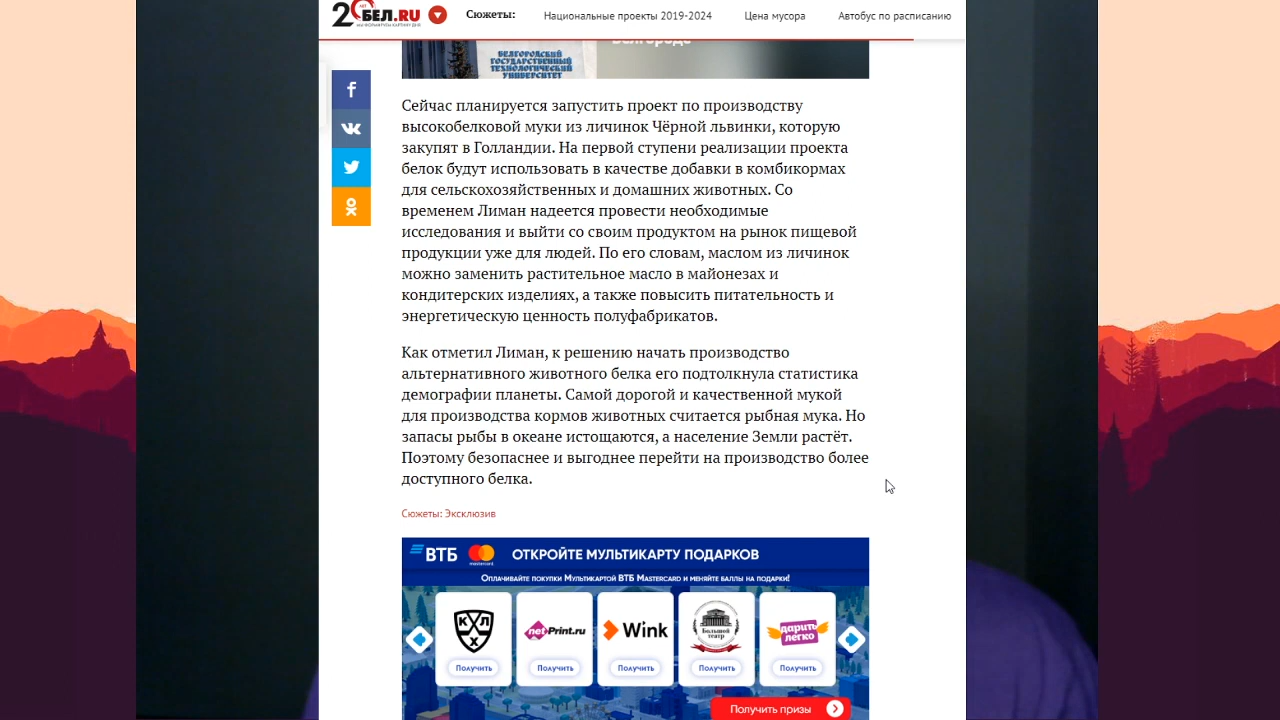 2 ЛЕТ БЕЛ.RU
Сюжеты: Национальные проекты 2019-2024 Цена мусора Автобус по расписанию
Белгороде
БЕЛГОРОДСКИЙ
ГОСУДАРСТВЕННЫЙ
ТЕХНОЛОГИЧЕСКИЙ
УНИВЕРСИТЕТ
Сейчас планируется запустить проект по производству
высокобелковой муки из личинок Чёрной львинки, которую
закупят в Голландии. На первой ступени реализации проекта
белок будут использовать в качестве добавки в комбикормах
для сельскохозяйственных и домашних животных. Со
временем Лиман надеется провести необходимые
исследования и выйти со своим продуктом на рынок пищевой
продукции уже для людей. По его словам, маслом из личинок
можно заменить растительное масло в майонезах и
кондитерских изделиях, а также повысить питательность и
энергетическую ценность полуфабрикатов.
Как отметил Лиман, к решению начать производство
альтернативного животного белка его подтолкнула статистика
демографии планеты. Самой дорогой и качественной мукой
для производства кормов животных считается рыбная мука. Но
запасы рыбы в океане истощаются, а население Земли растёт.
Поэтому безопаснее и выгоднее перейти на производство более
доступного белка.
Сюжеты: Эксклюзив
ВТБ mastercard ОТКРОЙТЕ МУЛЬТИКАРТУ ПОДАРКОВ
Оплачивайте покупки Мультикартой ВТБ Mastercard и меняйте баллы на подарки!
КХЛ netPrint.ru Wink Большой театр дарить легко
Получить Получить Получить Получить Получить
Получить призы